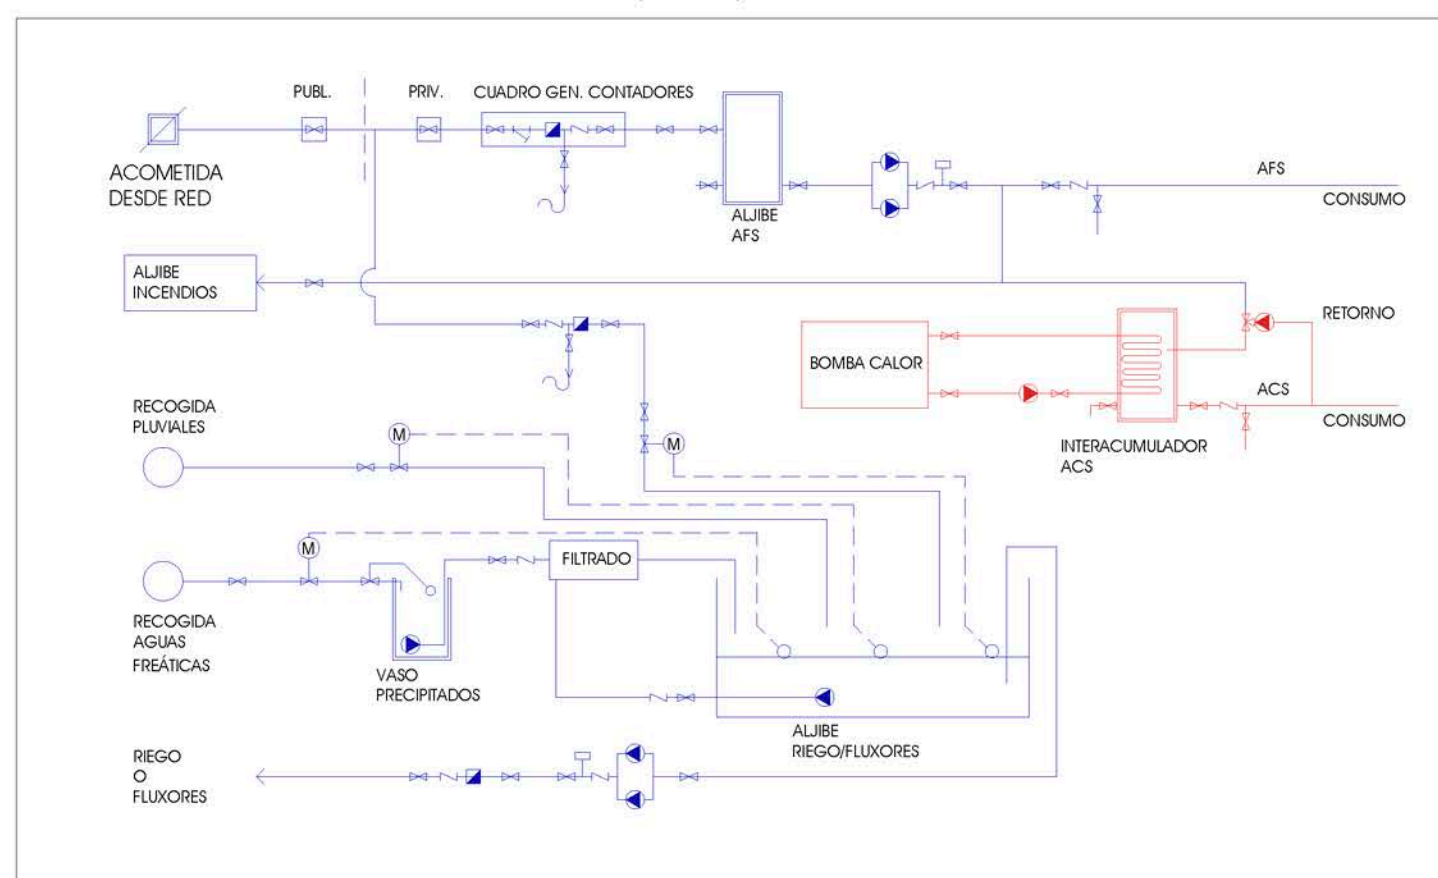 PUBL.
PRIV.
CUADRO GEN. CONTADORES
ACOMETIDA
DESDE RED
AFS
CONSUMO
ALJIBE
AFS
ALJIBE
INCENDIOS
RETORNO
BOMBA CALOR
ACS
CONSUMO
INTERACUMULADOR
ACS
RECOGIDA
PLUVIALES
M
M
M
FILTRADO
RECOGIDA
AGUAS
FREÁTICAS
VASO
PRECIPITADOS
ALJIBE
RIEGO/FLUXORES
RIEGO
O
FLUXORES